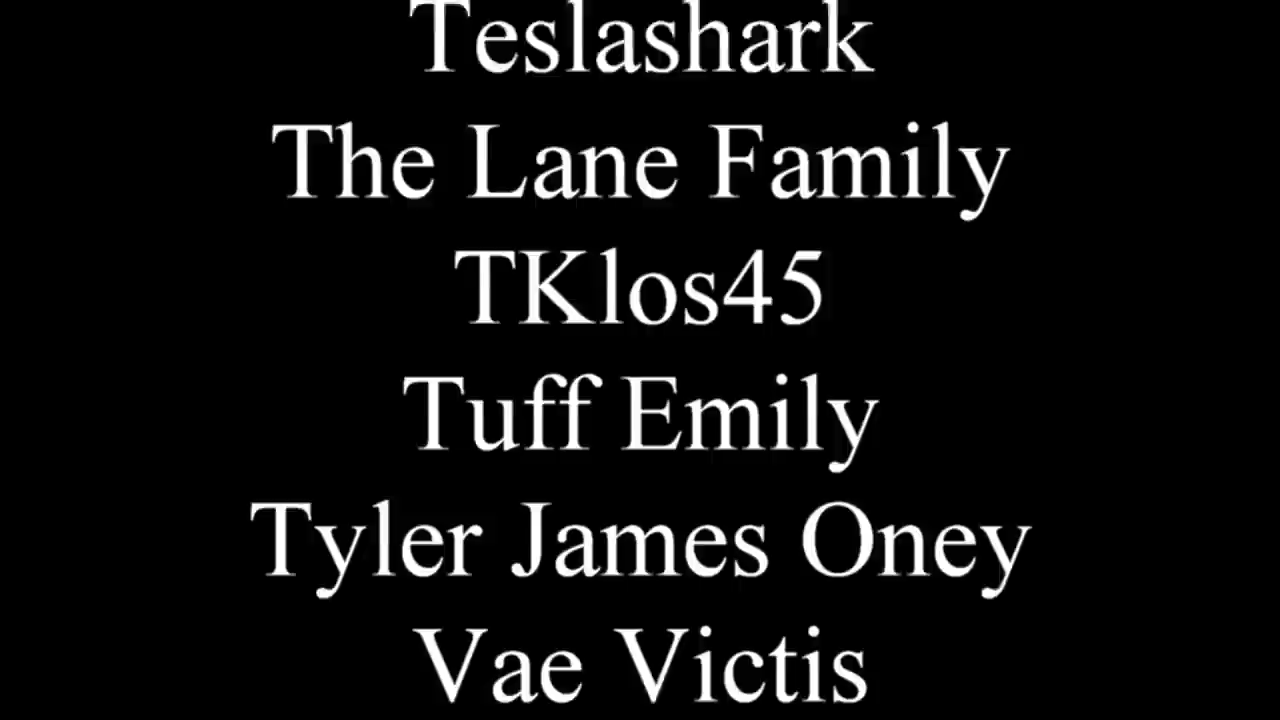 Teslashark
The Lane Family
TKlos45
Tuff Emily
Tyler James Oney
Vae Victis